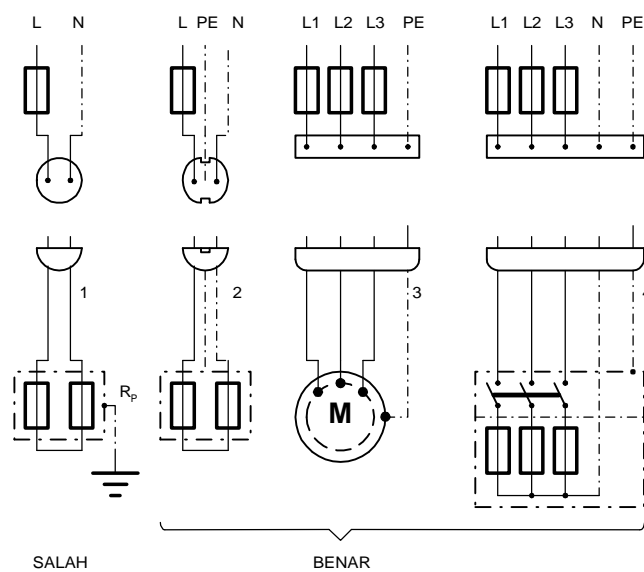 L N L PE N L1 L2 L3 PE L1 L2 L3 N PE
1 2 3
R_P
M
SALAH BENAR